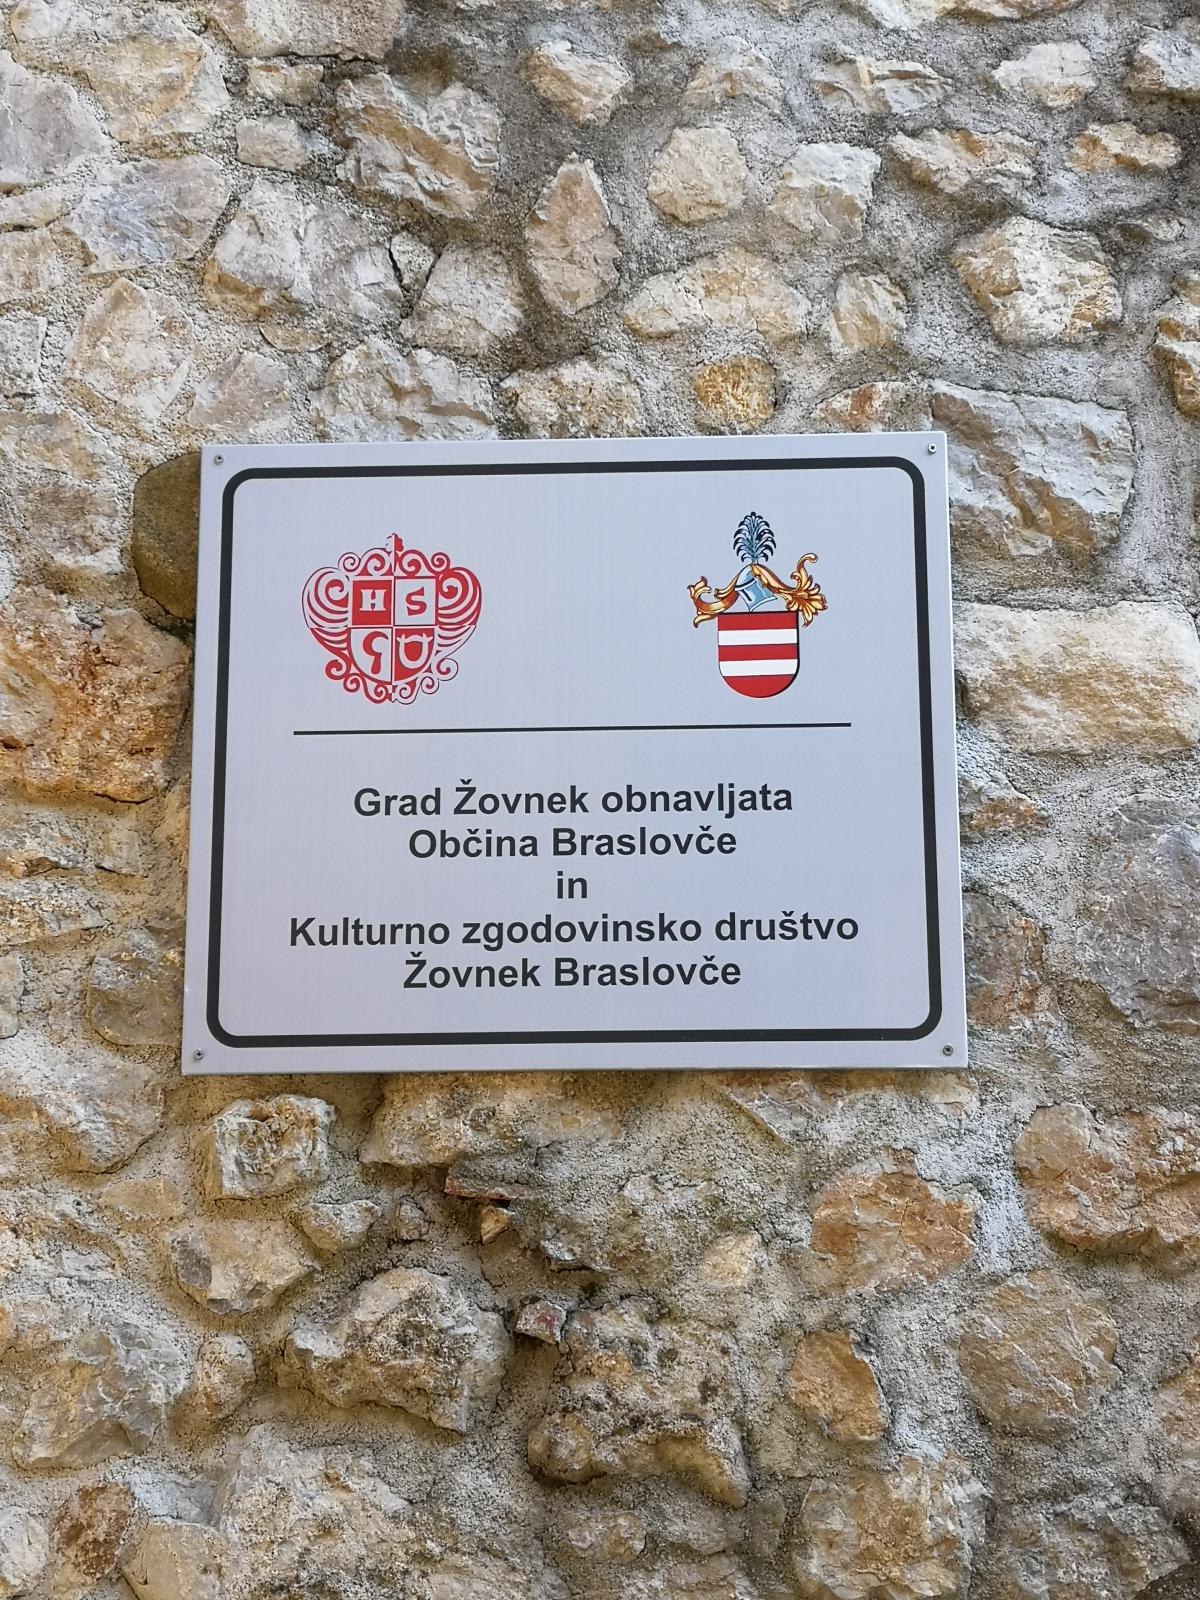 H S
Grad Žovnek obnavljata
Občina Braslovče
in
Kulturno zgodovinsko društvo
Žovnek Braslovče